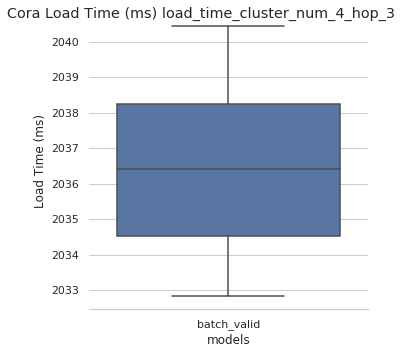 Cora Load Time (ms) load_time_cluster_num_4_hop_3
2040
2039
2038
2037
2036
2035
2034
2033
Load Time (ms)
batch_valid
models